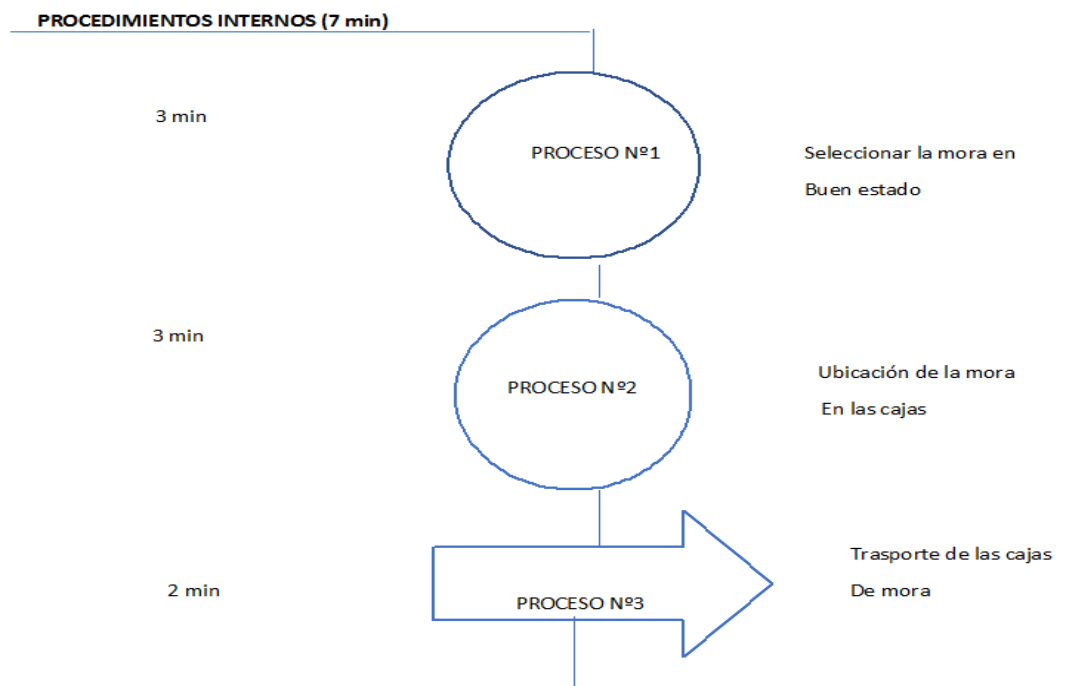 PROCEDIMIENTOS INTERNOS (7 min)
3 min
PROCESO Nº1
Seleccionar la mora en
Buen estado
3 min
PROCESO Nº2
Ubicación de la mora
En las cajas
2 min
PROCESO Nº3
Trasporte de las cajas
De mora